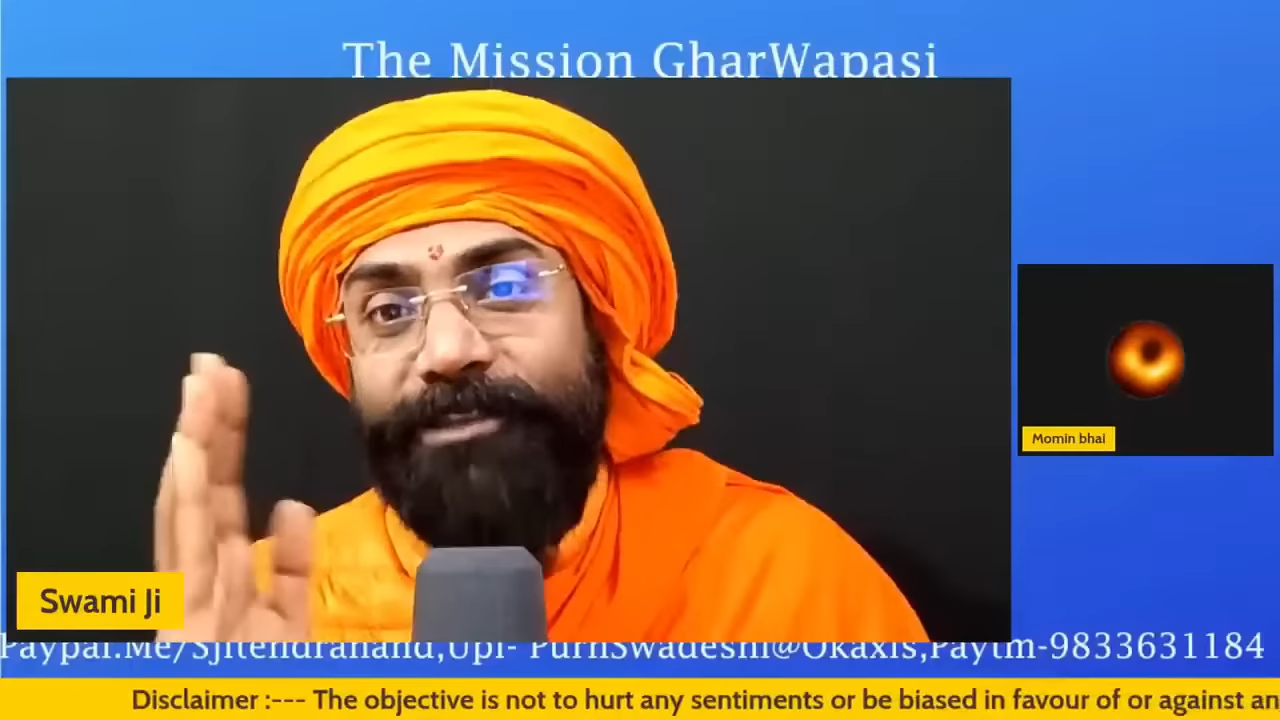 The Mission GharWapasi
Momin bhai
Swami Ji
Paypal.Me/Sjitendranand,Upi- PurnSwadeshi@Okaxis,Paytm-9833631184
Disclaimer :--- The objective is not to hurt any sentiments or be biased in favour of or against an